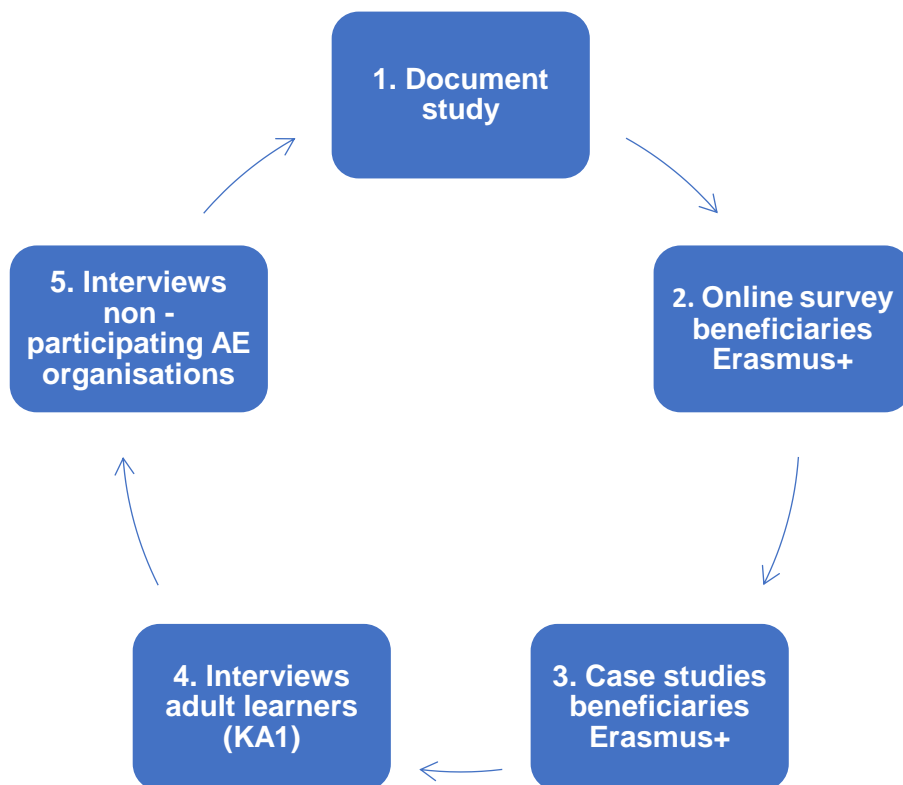 1. Document
study
2. Online survey
beneficiaries
Erasmus+
3. Case studies
beneficiaries
Erasmus+
4. Interviews
adult learners
(KA1)
5. Interviews
non -
participating AE
organisations